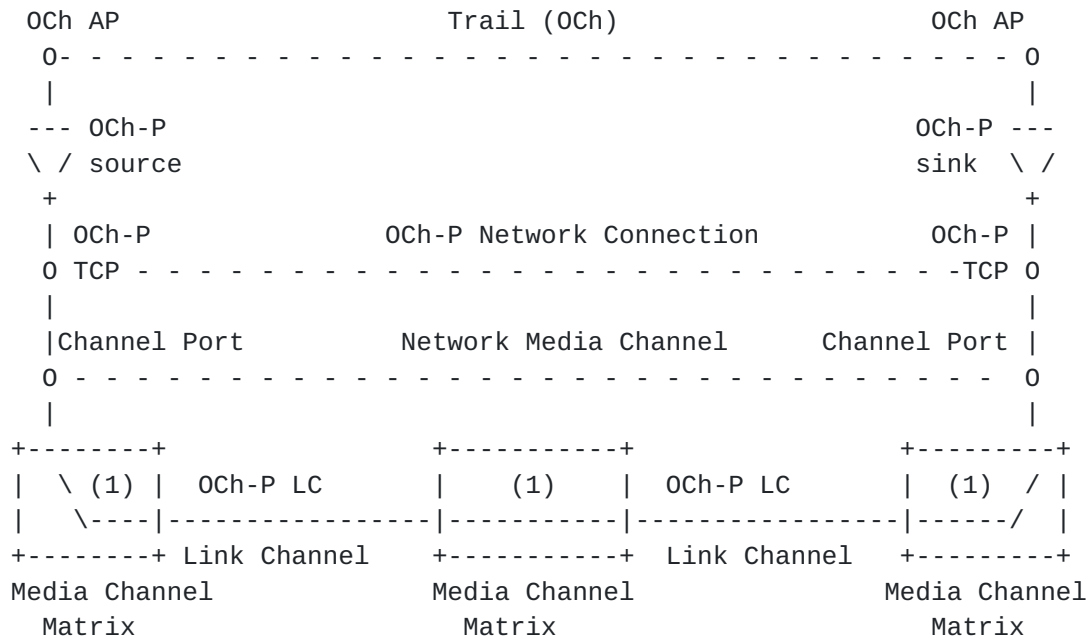 OCh AP                     Trail (OCh)                    OCh AP
  O- - - - - - - - - - - - - - - - - - - - - - - - - - - - - - - O
  |                                                              |
 --- OCh-P                                                OCh-P ---
 \ / source                                               sink  \ /
  +                                                              +
  | OCh-P               OCh-P Network Connection           OCh-P |
  O TCP - - - - - - - - - - - - - - - - - - - - - - - - - - -TCP O
  |                                                              |
  |Channel Port          Network Media Channel      Channel Port |
  O - - - - - - - - - - - - - - - - - - - - - - - - - - - - - -  O
  |                                                              |
+--------+                 +-----------+                 +---------+
|  \ (1) |  OCh-P LC       |    (1)    |  OCh-P LC       |  (1)  / |
|   \----|-----------------|-----------|-----------------|------/  |
+--------+ Link Channel    +-----------+  Link Channel   +---------+
Media Channel              Media Channel                Media Channel
  Matrix                     Matrix                        Matrix